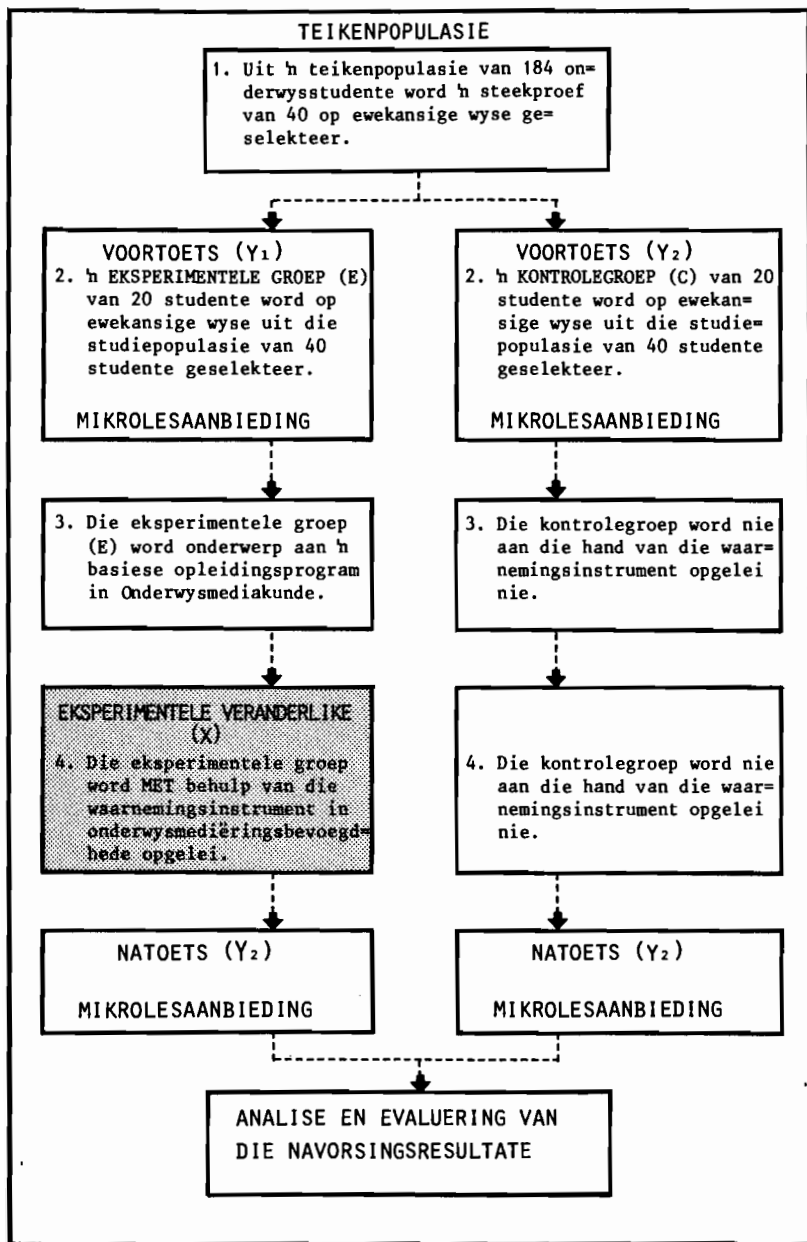 TEIKENPOPULASIE
1. Uit 'n teikenpopulasie van 184 on=
derwysstudente word 'n steekproef
van 40 op ewekansige wyse ge=
selekteer.
VOORTOETS (Y₁)
2. 'n EKSPERIMENTELE GROEP (E)
van 20 studente word op
ewekansige wyse uit die
studiepopulasie van 40
studente geselekteer.
MIKROLESAANBIEDING
VOORTOETS (Y₂)
2. 'n KONTROLEGROEP (C) van 20
studente word op ewekan=
sige wyse uit die studie=
populasie van 40 studente
geselekteer.
MIKROLESAANBIEDING
3. Die eksperimentele groep
(E) word onderwerp aan 'n
basiese opleidingsprogram
in Onderwysmediakunde.
3. Die kontrolegroep word nie
aan die hand van die waar=
nemingsinstrument opgelei
nie.
EKSPERIMENTELE VERANDERLIKE
(X)
4. Die eksperimentele groep
word MET behulp van die
waarnemingsinstrument in
onderwysmediëringsbevoegd=
hede opgelei.
4. Die kontrolegroep word nie
aan die hand van die waar=
nemingsinstrument opgelei
nie.
NATOETS (Y₂)
MIKROLESAANBIEDING
NATOETS (Y₂)
MIKROLESAANBIEDING
ANALISE EN EVALUERING VAN
DIE NAVORSINGSRESULTATE